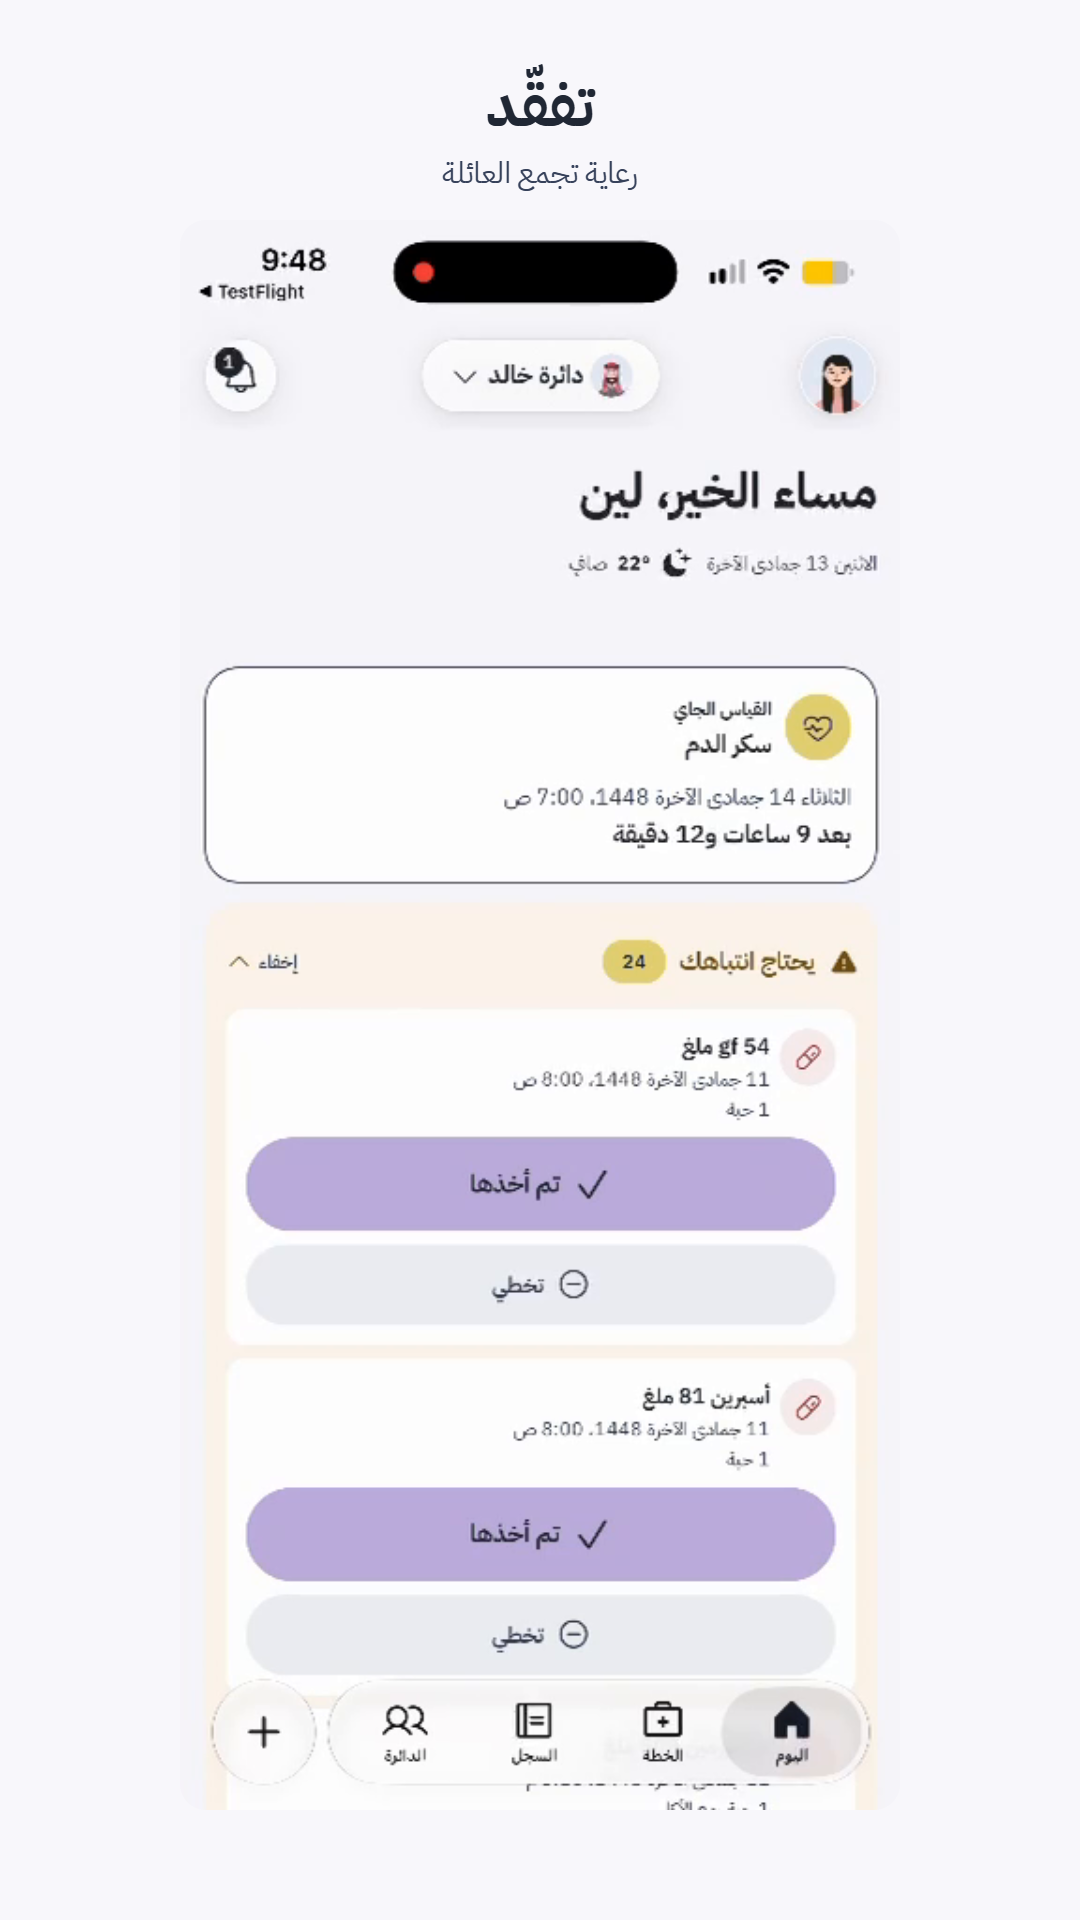 تفقّد
رعاية تجمع العائلة
9:48
◀ TestFlight
1
دائرة خالد
مساء الخير، لين
الاثنين 13 جمادى الآخرة 22° صافي
القياس الجاي
سكر الدم
الثلاثاء 14 جمادى الآخرة 1448، 7:00 ص
بعد 9 ساعات و12 دقيقة
يحتاج انتباهك 24 إخفاء
gf 54 ملغ
11 جمادى الآخرة 1448، 8:00 ص
1 حبة
تم أخذها
تخطي
أسبرين 81 ملغ
11 جمادى الآخرة 1448، 8:00 ص
1 حبة
تم أخذها
تخطي
اليوم الخطة السجل الدائرة